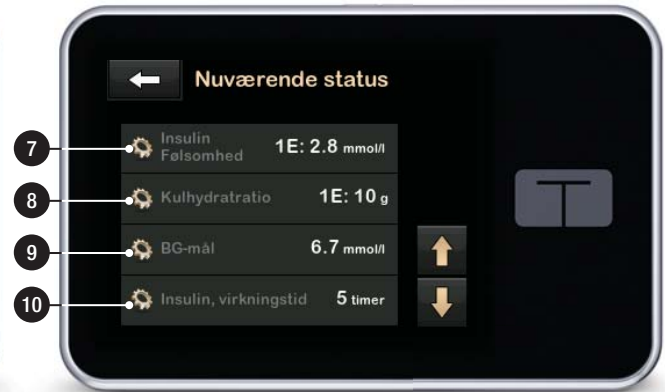 Nuværende status
7
Insulin
Følsomhed
1E: 2.8 mmol/l
8
Kulhydratratio
1E: 10 g
9
BG-mål
6.7 mmol/l
10
Insulin, virkningstid
5 timer